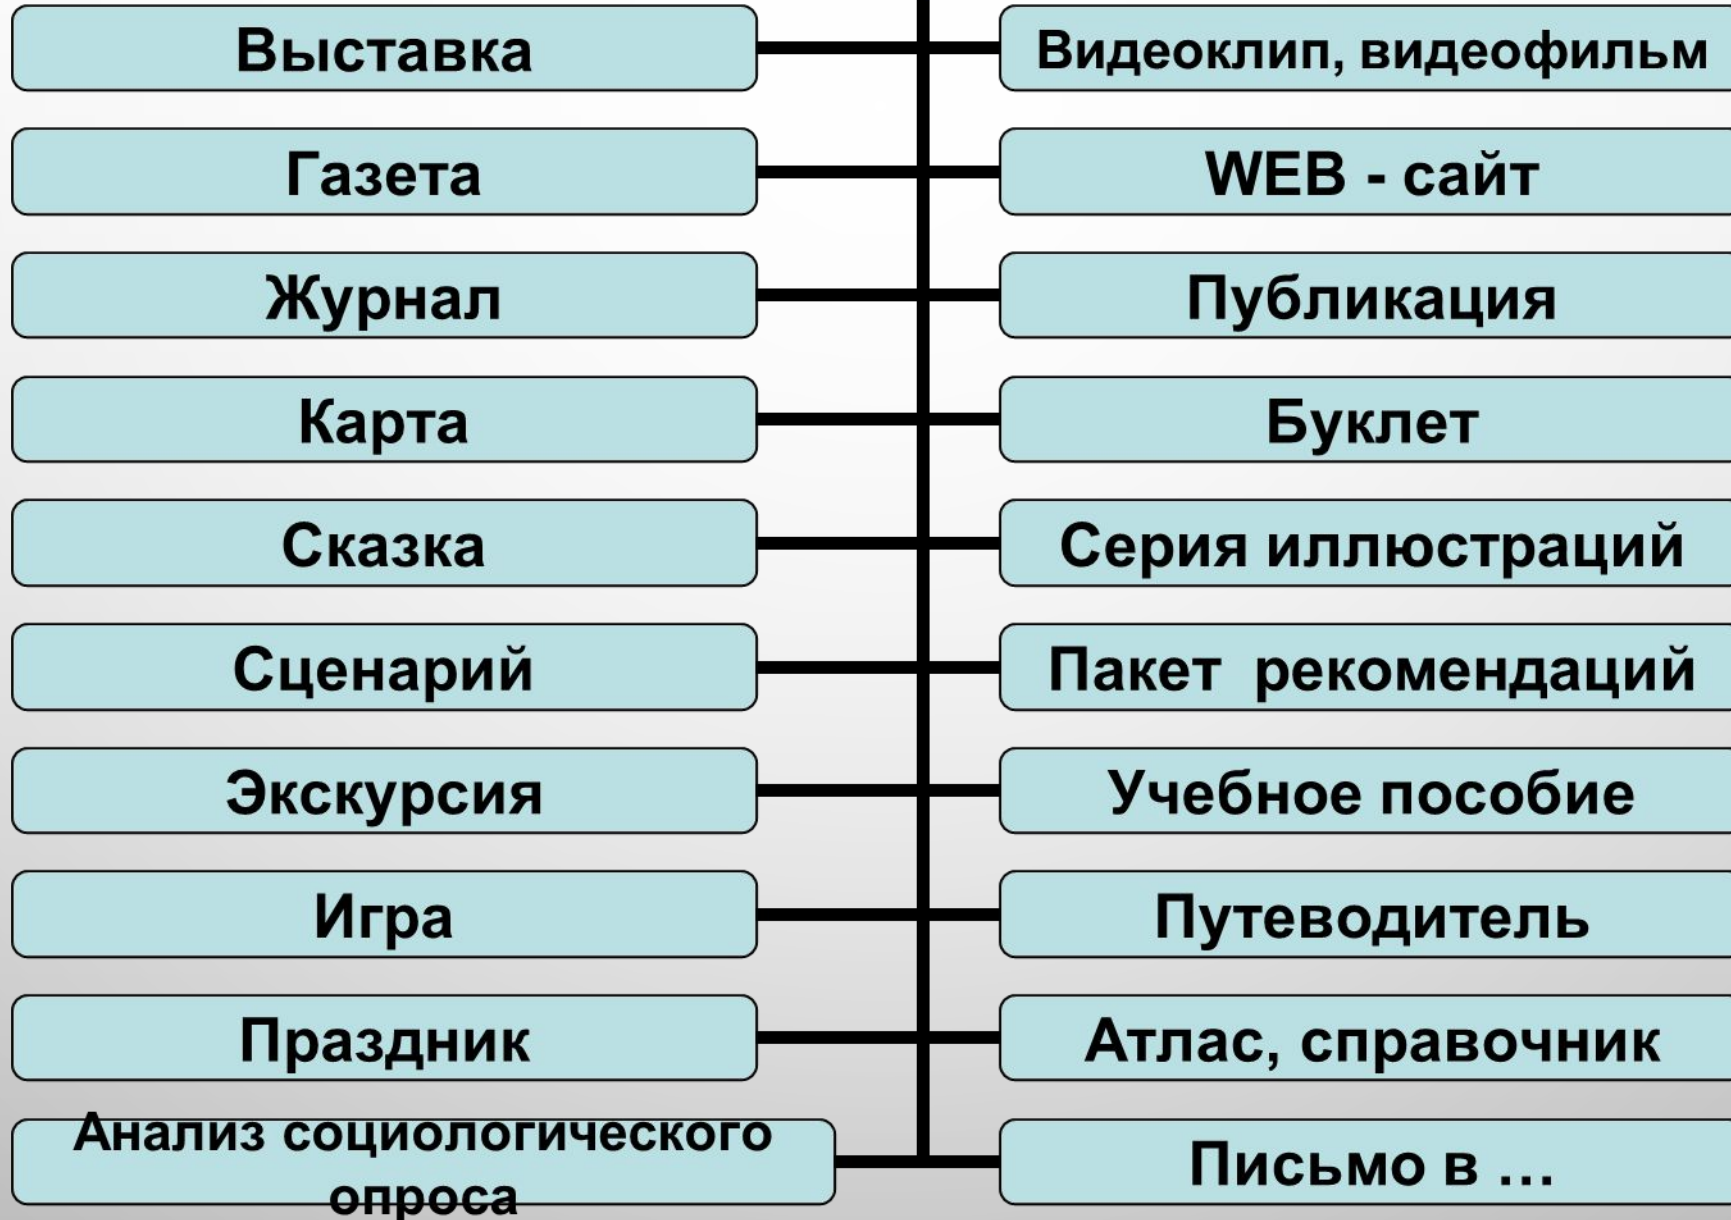 Выставка
Видеоклип, видеофильм
Газета
WEB - сайт
Журнал
Публикация
Карта
Буклет
Сказка
Серия иллюстраций
Сценарий
Пакет  рекомендаций
Экскурсия
Учебное пособие
Игра
Путеводитель
Праздник
Атлас, справочник
Анализ социологического
опроса
Письмо в …